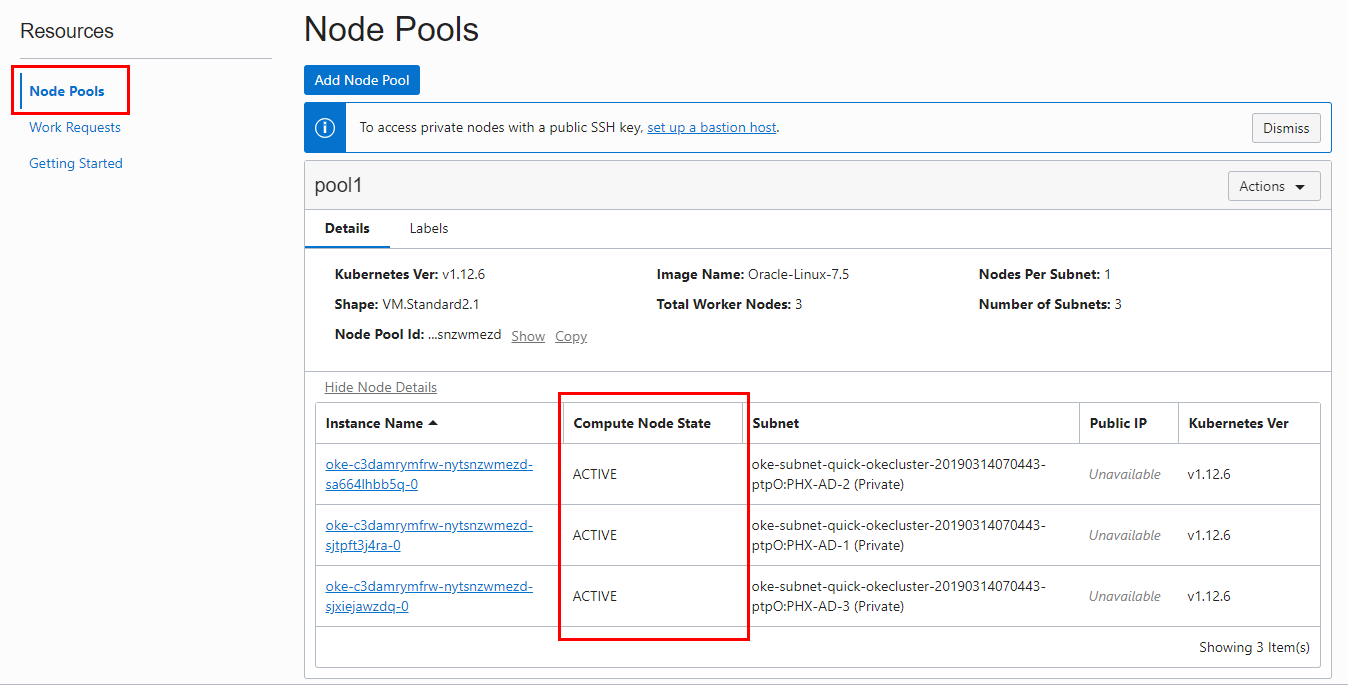 Resources
Node Pools
Work Requests
Getting Started
Node Pools
Add Node Pool
To access private nodes with a public SSH key, set up a bastion host.
Dismiss
pool1
Actions
Details Labels
Kubernetes Ver: v1.12.6 Image Name: Oracle-Linux-7.5 Nodes Per Subnet: 1
Shape: VM.Standard2.1 Total Worker Nodes: 3 Number of Subnets: 3
Node Pool Id: ...snzwmezd Show Copy
Hide Node Details
Instance Name Compute Node State Subnet Public IP Kubernetes Ver
oke-c3damrymfrw-nytsnzwmezd-
sa664lhbb5q-0
ACTIVE
oke-subnet-quick-okecluster-20190314070443-
ptpO:PHX-AD-2 (Private)
Unavailable
v1.12.6
oke-c3damrymfrw-nytsnzwmezd-
sjtpft3j4ra-0
ACTIVE
oke-subnet-quick-okecluster-20190314070443-
ptpO:PHX-AD-1 (Private)
Unavailable
v1.12.6
oke-c3damrymfrw-nytsnzwmezd-
sjxiejawzdq-0
ACTIVE
oke-subnet-quick-okecluster-20190314070443-
ptpO:PHX-AD-3 (Private)
Unavailable
v1.12.6
Showing 3 Item(s)